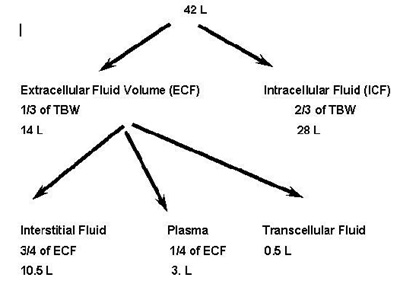 42 L
Extracellular Fluid Volume (ECF)
1/3 of TBW
14 L
Intracellular Fluid (ICF)
2/3 of TBW
28 L
Interstitial Fluid
3/4 of ECF
10.5 L
Plasma
1/4 of ECF
3. L
Transcellular Fluid
0.5 L